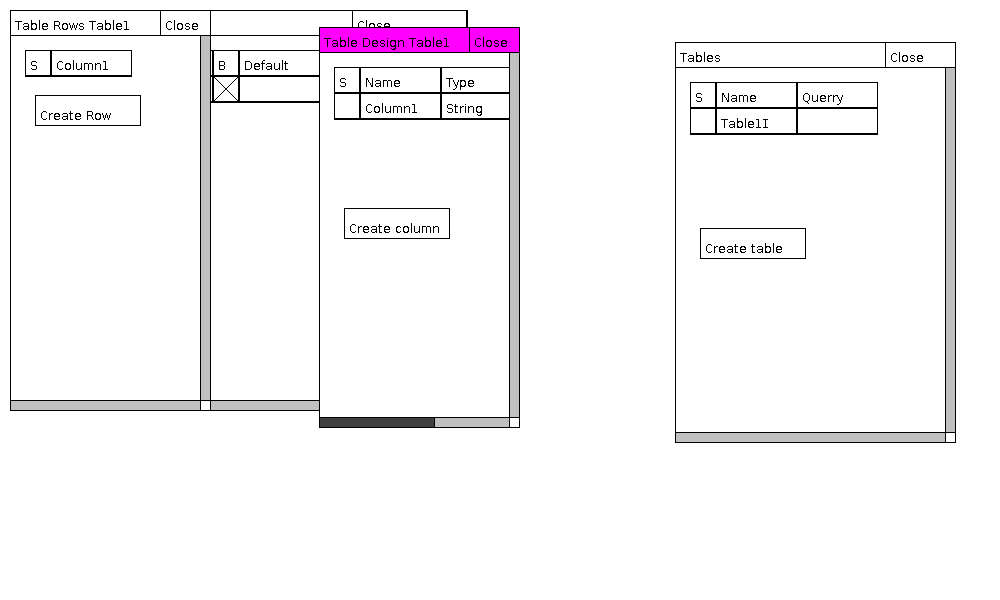 Table Rows Table1 Close
S Column1
Create Row
Close
B Default
Table Design Table1 Close
S Name Type
Column1 String
Create column
Tables Close
S Name Querry
Table1I
Create table